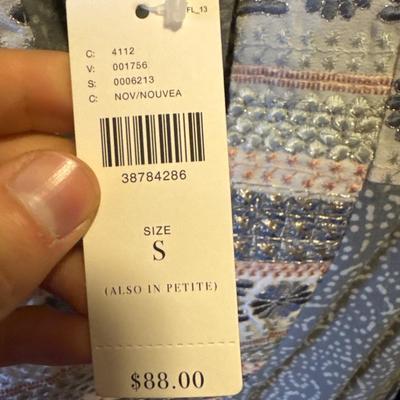 FL_13
C: 4112
V: 001756
S: 0006213
C: NOV/NOUVEA
38784286
SIZE
S
(ALSO IN PETITE)
$88.00